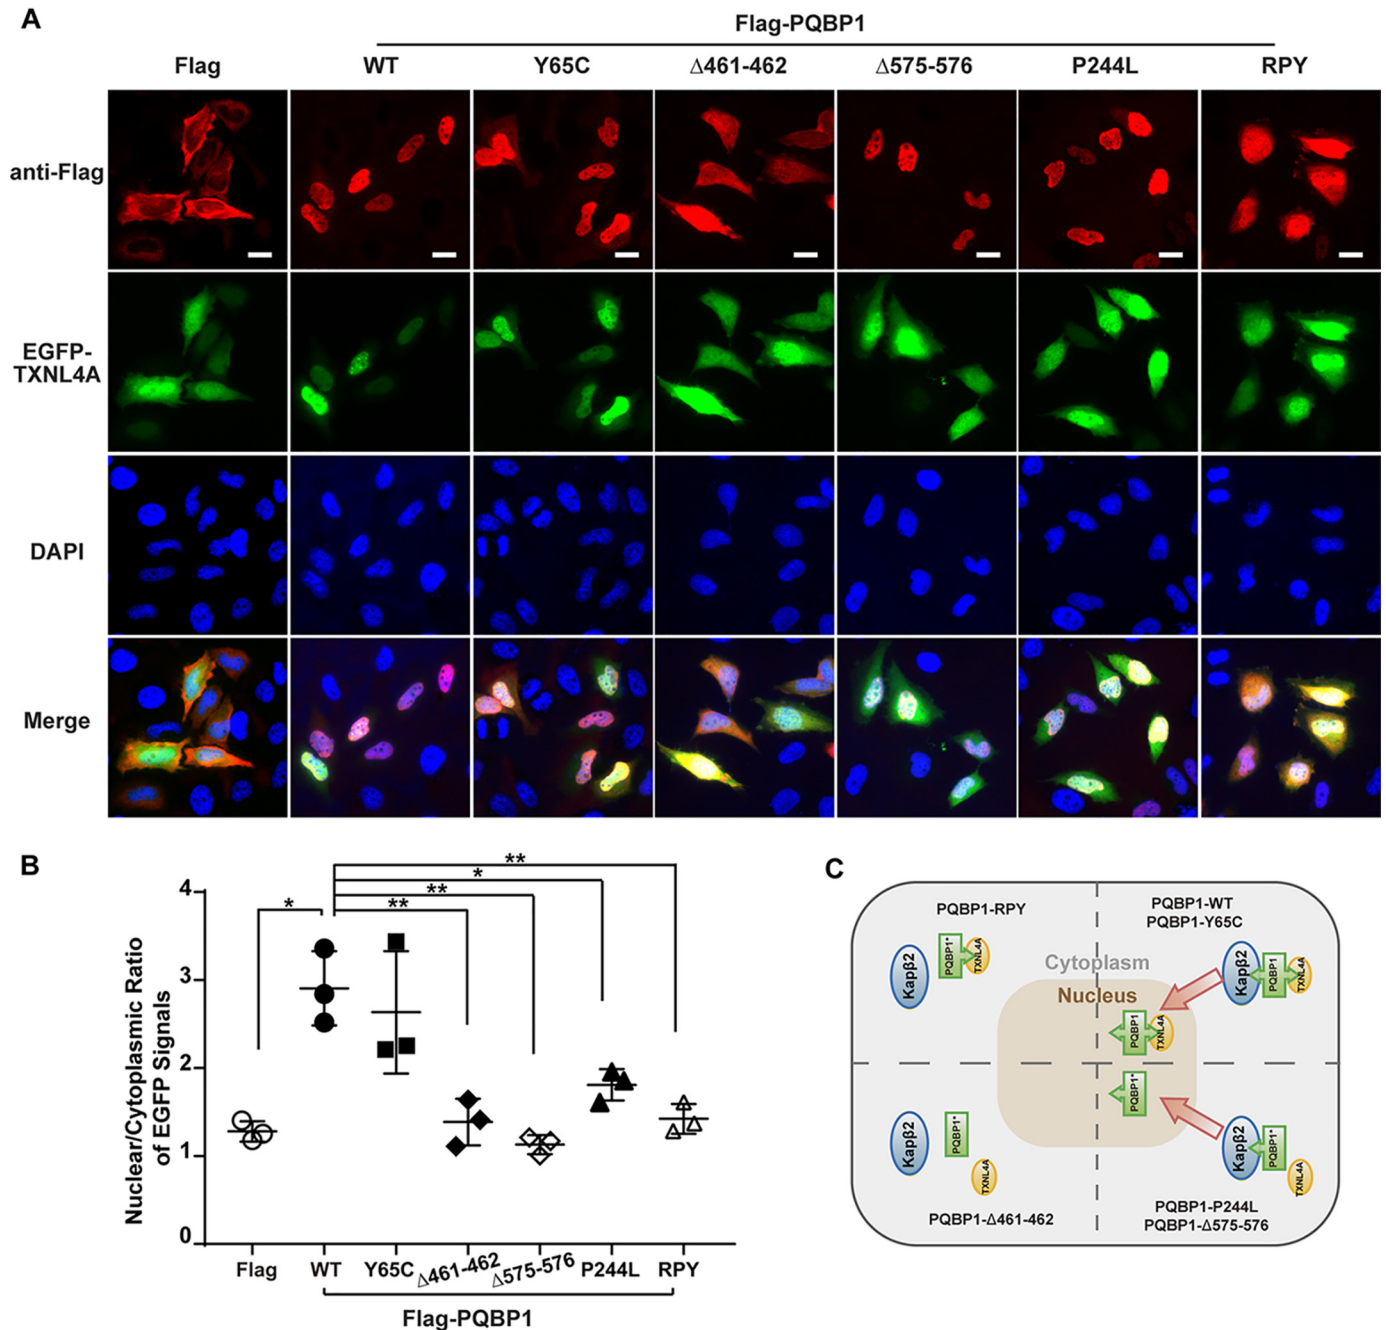 A
Flag-PQBP1
Flag WT Y65C Δ461-462 Δ575-576 P244L RPY
anti-Flag
EGFP-
TXNL4A
DAPI
Merge
B
Nuclear/Cytoplasmic Ratio
of EGFP Signals
4
3
2
1
0
**
*
**
* **
Flag WT Y65C Δ461-462 Δ575-576 P244L RPY
Flag-PQBP1
C
PQBP1-RPY
PQBP1-WT
PQBP1-Y65C
Kapβ2
PQBP1*
TXNL4A
Cytoplasm
Nucleus
Kapβ2
PQBP1
TXNL4A
PQBP1
TXNL4A
PQBP1*
Kapβ2
PQBP1*
TXNL4A
Kapβ2
PQBP1*
TXNL4A
PQBP1-Δ461-462
PQBP1-P244L
PQBP1-Δ575-576